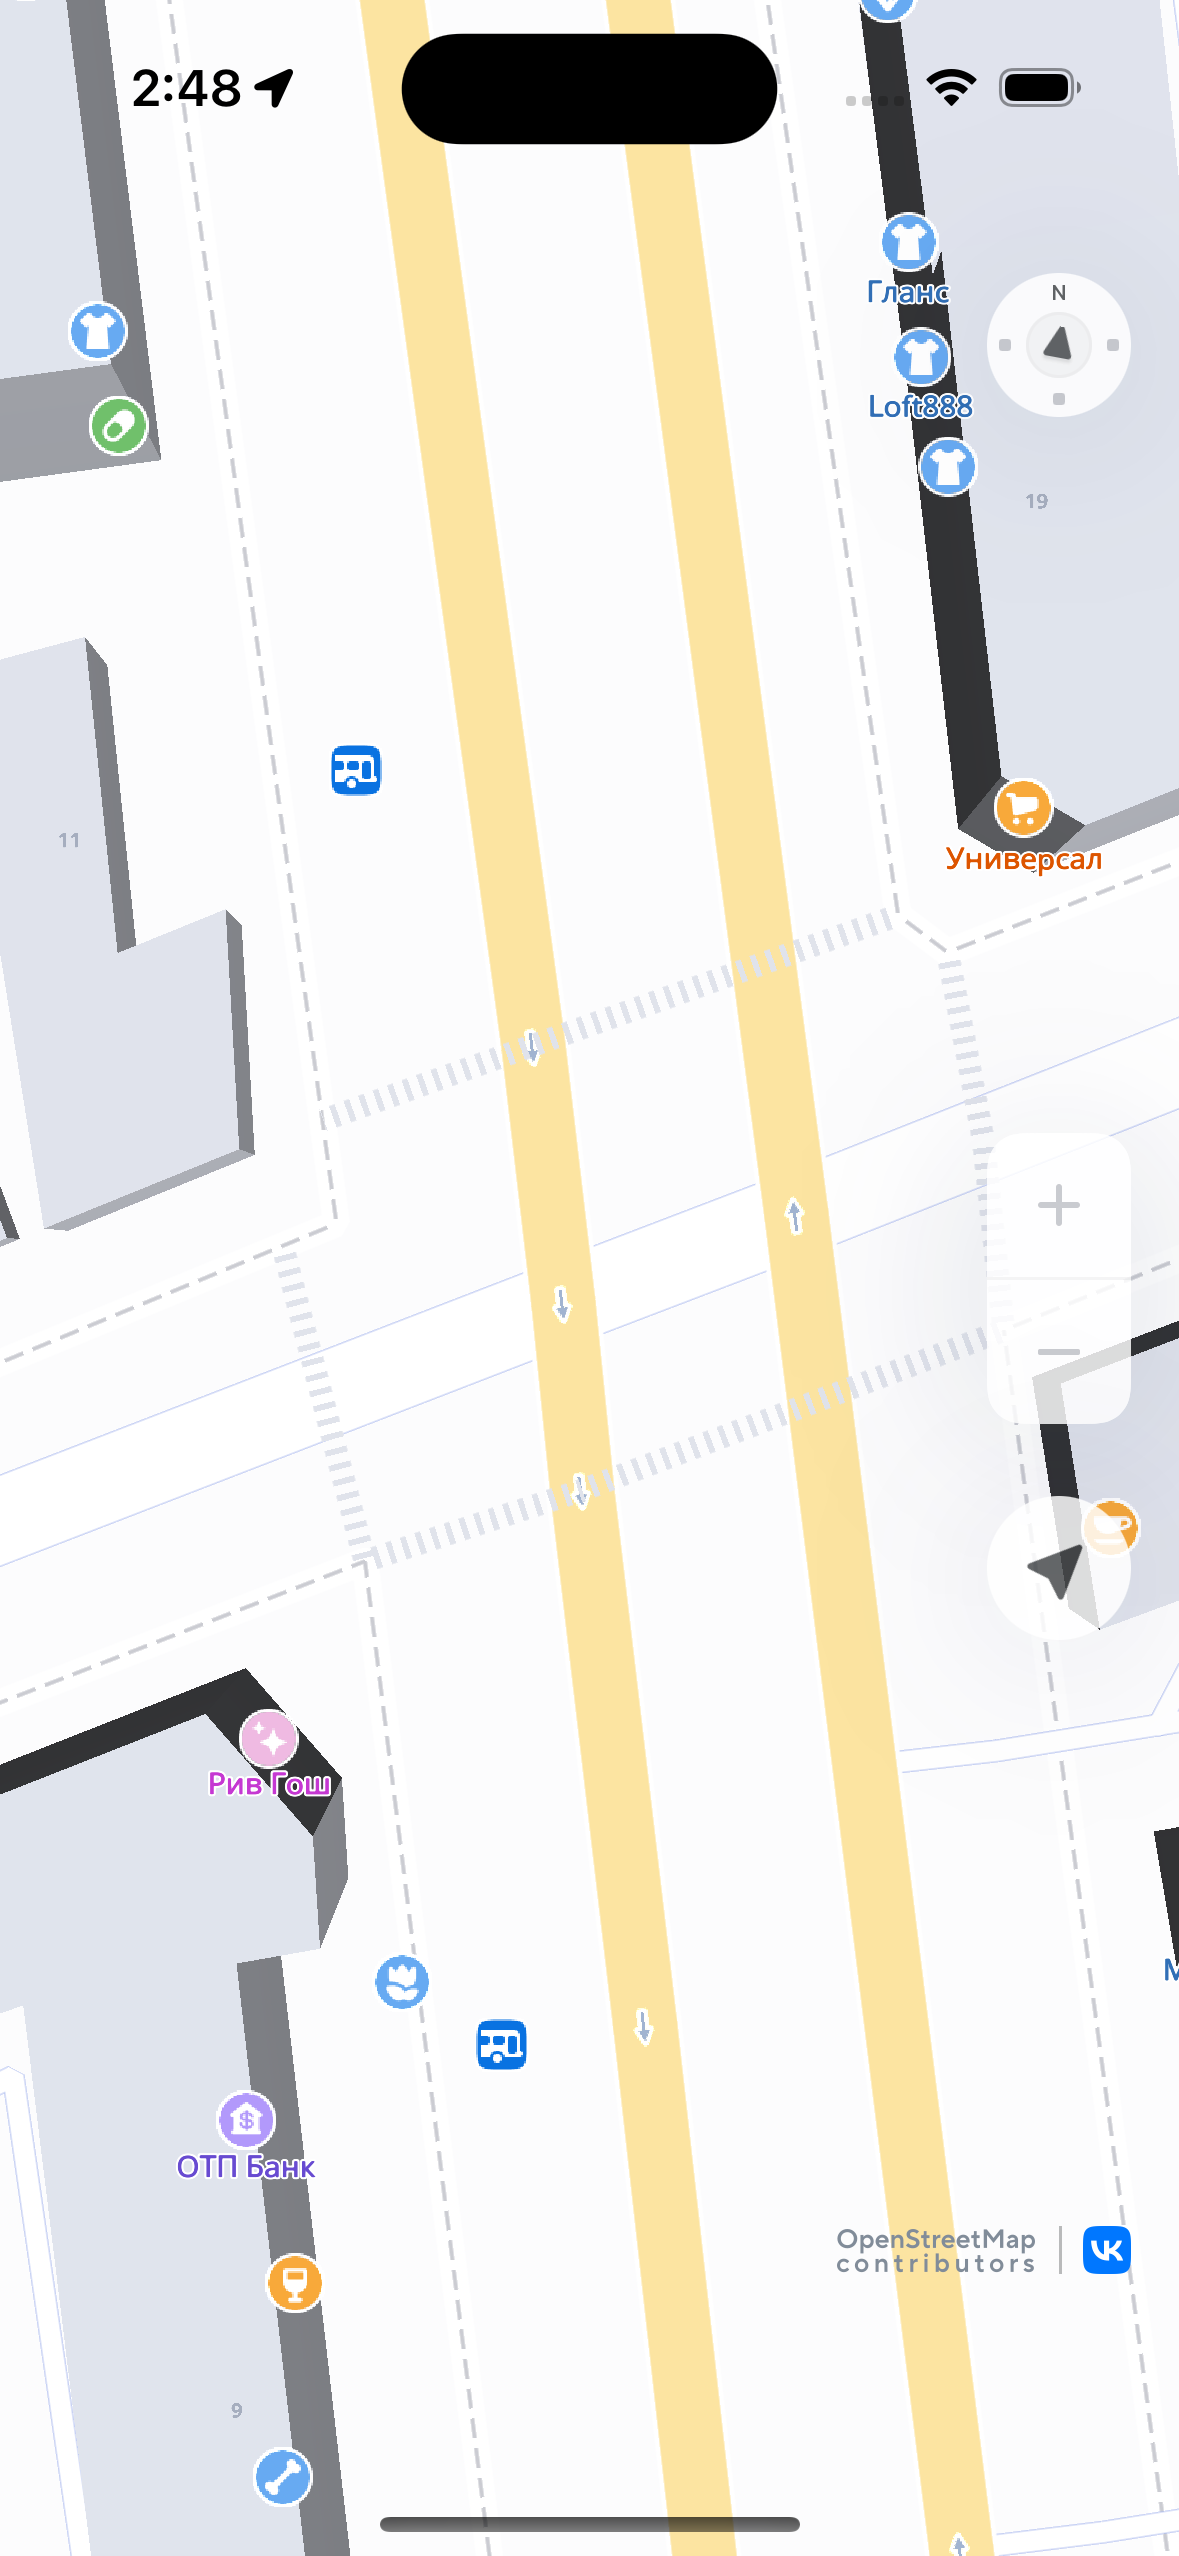 2:48
Гланс
N
Loft888
19
11
Универсал
Рив Гош
ОТП Банк
OpenStreetMap
contributors
9